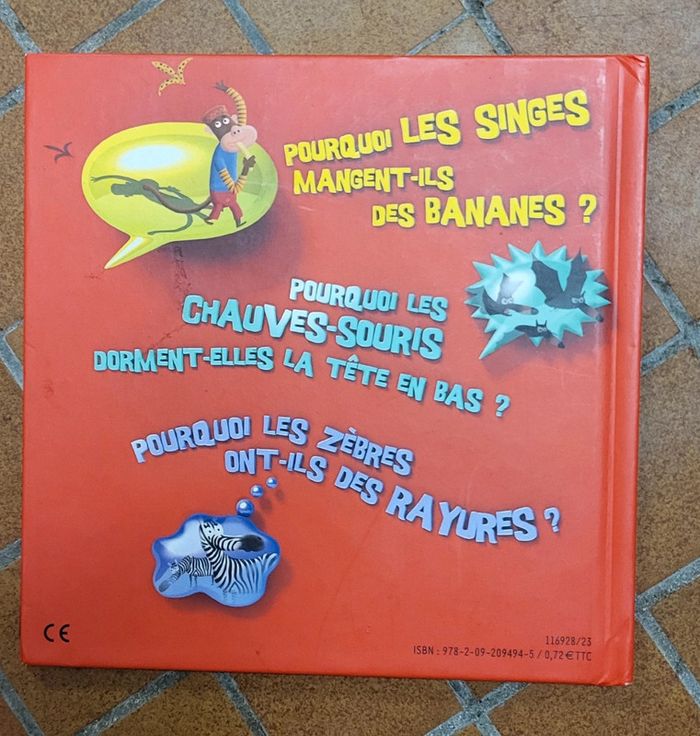 POURQUOI LES SINGES
MANGENT-ILS
DES BANANES ?
POURQUOI LES
CHAUVES-SOURIS
DORMENT-ELLES LA TÊTE EN BAS ?
POURQUOI LES ZÈBRES
ONT-ILS DES RAYURES ?
CE
116928/23
ISBN : 978-2-09-209494-5 / 0,72 € TTC